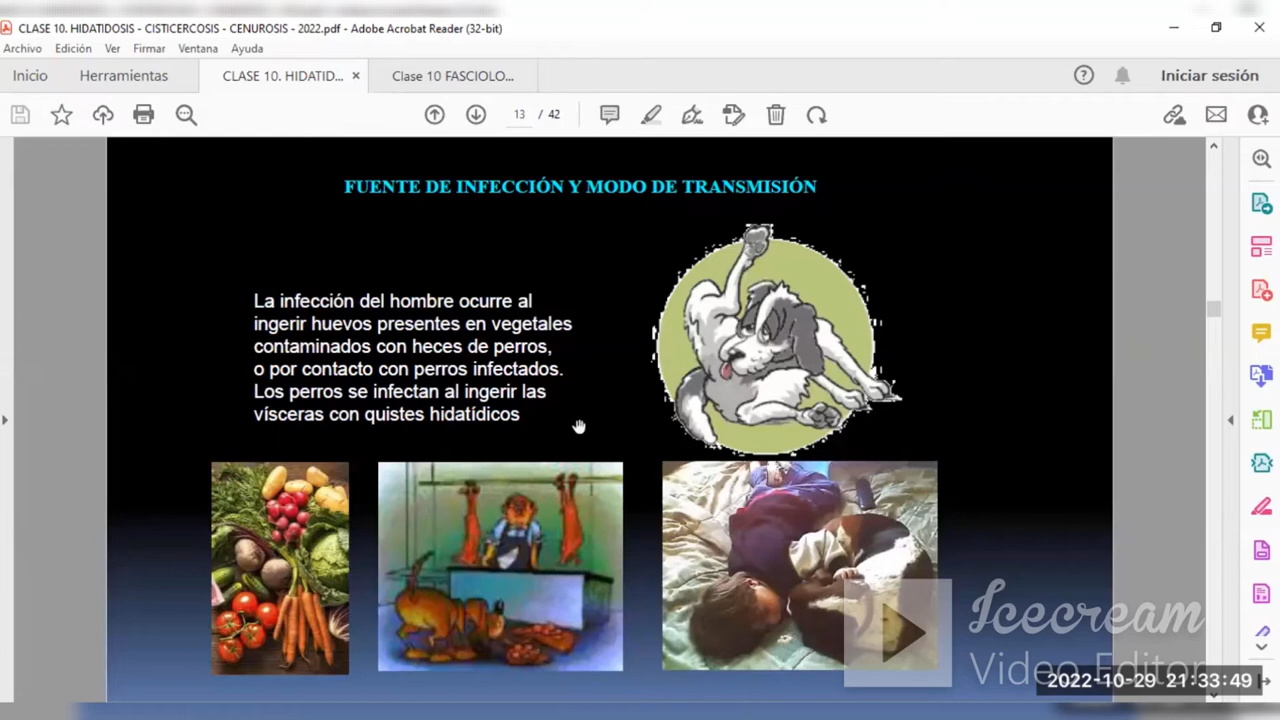 CLASE 10. HIDATIDOSIS - CISTICERCOSIS - CENUROSIS - 2022.pdf - Adobe Acrobat Reader (32-bit)
Archivo Edición Ver Firmar Ventana Ayuda
Inicio Herramientas CLASE 10. HIDATID... × Clase 10 FASCIOLO... Iniciar sesión
13 / 42
FUENTE DE INFECCIÓN Y MODO DE TRANSMISIÓN
La infección del hombre ocurre al
ingerir huevos presentes en vegetales
contaminados con heces de perros,
o por contacto con perros infectados.
Los perros se infectan al ingerir las
vísceras con quistes hidatídicos
Icecream
Video Editor
2022-10-29 21:33:49